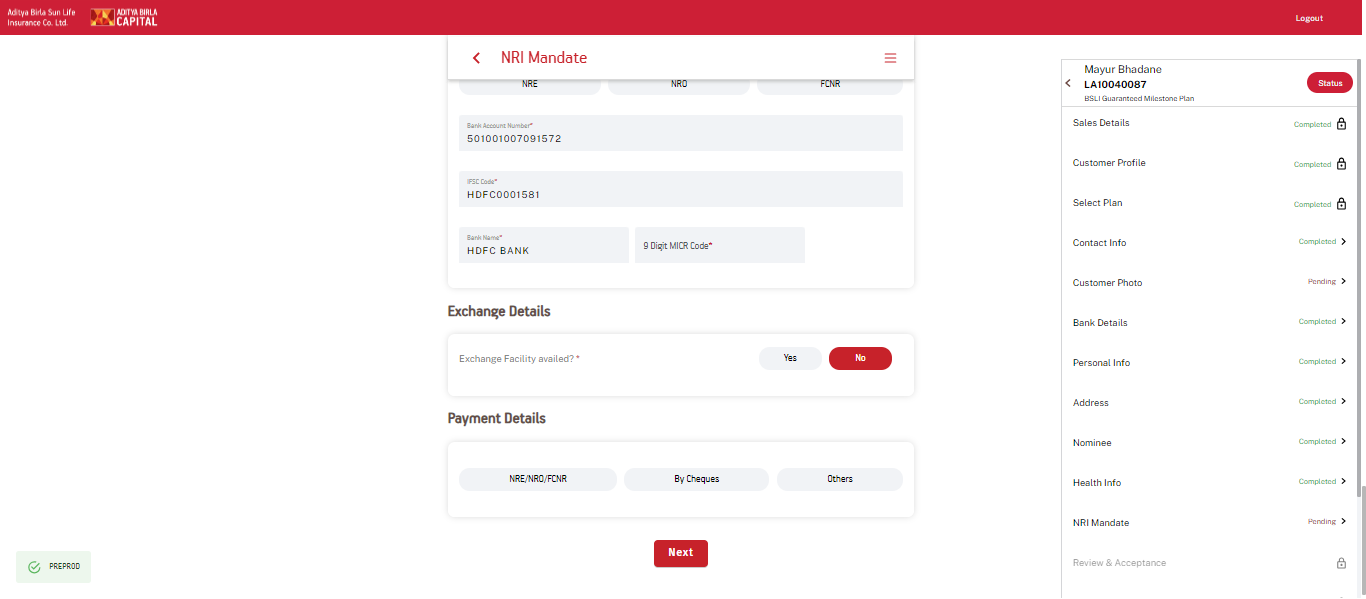 Aditya Birla Sun Life
Insurance Co. Ltd.
ADITYA BIRLA
CAPITAL
Logout
NRI Mandate
NRE
NRO
FCNR
Bank Account Number*
501001007091572
IFSC Code*
HDFC0001581
Bank Name*
HDFC BANK
9 Digit MICR Code*
Exchange Details
Exchange Facility availed? *
Yes
No
Payment Details
NRE/NRO/FCNR
By Cheques
Others
Next
PREPROD
Mayur Bhadane
LA10040087
BSLI Guaranteed Milestone Plan
Status
Sales Details
Completed
Customer Profile
Completed
Select Plan
Completed
Contact Info
Completed
Customer Photo
Pending
Bank Details
Completed
Personal Info
Completed
Address
Completed
Nominee
Completed
Health Info
Completed
NRI Mandate
Pending
Review & Acceptance